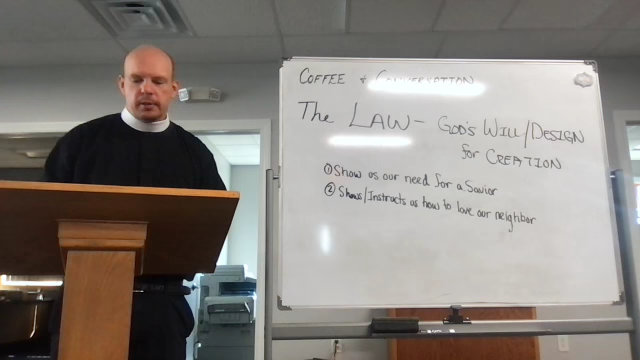 COFFEE & CONVERSATION
The LAW - GOD'S WILL/DESIGN
for CREATION
① Show us our need for a Savior
② Shows/Instructs us how to love our neighbor